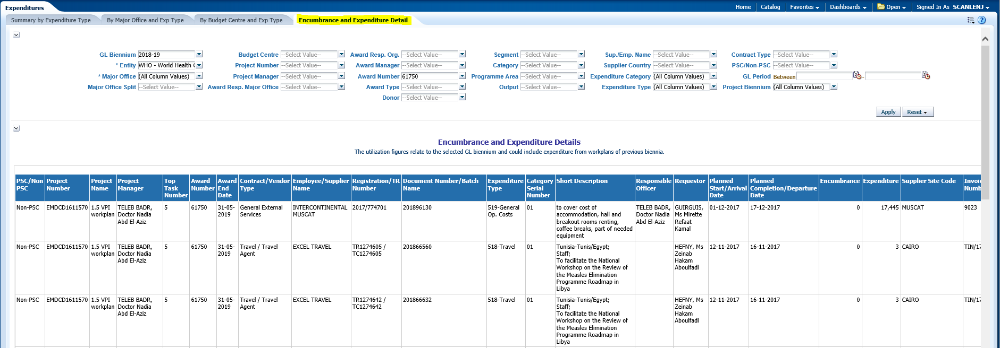 Expenditures
Home Catalog Favorites Dashboards Open Signed In As SCANLENJ
Summary by Expenditure Type By Major Office and Exp Type By Budget Centre and Exp Type Encumbrance and Expenditure Detail
GL Biennium 2018-19 Budget Centre --Select Value-- Award Resp. Org. --Select Value-- Segment --Select Value-- Sup./Emp. Name --Select Value-- Contract Type --Select Value--
* Entity WHO - World Health Project Number --Select Value-- Award Manager --Select Value-- Category --Select Value-- Supplier Country --Select Value-- PSC/Non-PSC --Select Value--
* Major Office (All Column Values) Project Manager --Select Value-- Award Number 61750 Programme Area --Select Value-- Expenditure Category (All Column Values) GL Period Between -
Major Office Split --Select Value-- Award Resp. Major Office --Select Value-- Award Type --Select Value-- Output --Select Value-- Expenditure Type (All Column Values) Project Biennium (All Column Values)
Donor --Select Value--
Apply Reset
Encumbrance and Expenditure Details
The utilization figures relate to the selected GL biennium and could include expenditure from workplans of previous biennia.
PSC/Non Project Project Project Top Award Award Contract/Vendor Employee/Supplier Registration/TR Document Number/Batch Expenditure Category Short Description Responsible Requestor Planned Planned Encumbrance Expenditure Supplier Site Code Invoic
PSC Number Name Manager Task Number End Type Name Number Name Type Serial Officer Start/Arrival Completion/Departure Numb
Number Date Number Date Date
Non-PSC EMDCD1611570 1.5 VPI TELEB BADR, 5 61750 31-05- General External INTERCONTINENTAL 2017/774701 201896130 519-General 01 to cover cost of TELEB BADR, GUIRGUIS, 01-12-2017 17-12-2017 0 17,445 MUSCAT 9023
workplan Doctor Nadia 2019 Services MUSCAT Op. Costs accommodation, hall and Doctor Nadia Ms Mirette
Abd El-Aziz breakout rooms renting, Abd El-Aziz Refaat
coffee breaks, part of needed Kamal
equipment
Non-PSC EMDCD1611570 1.5 VPI TELEB BADR, 5 61750 31-05- Travel / Travel EXCEL TRAVEL TR1274605 / 201866560 518-Travel 01 Tunisia-Tunis/Egypt; HEFNY, Ms 12-11-2017 16-11-2017 0 3 CAIRO TIN/17
workplan Doctor Nadia 2019 Agent TC1274605 Staff; Zeinab
Abd El-Aziz To facilitate the National Hakam
Workshop on the Review of Aboulfadl
the Measles Elimination
Programme Roadmap in
Libya
Non-PSC EMDCD1611570 1.5 VPI TELEB BADR, 5 61750 31-05- Travel / Travel EXCEL TRAVEL TR1274642 / 201866632 518-Travel 01 Tunisia-Tunis/Egypt; HEFNY, Ms 12-11-2017 16-11-2017 0 3 CAIRO TIN/17
workplan Doctor Nadia 2019 Agent TC1274642 Staff; Zeinab
Abd El-Aziz To facilitate the National Hakam
Workshop on the Review of Aboulfadl
the Measles Elimination
Programme Roadmap in
Libya